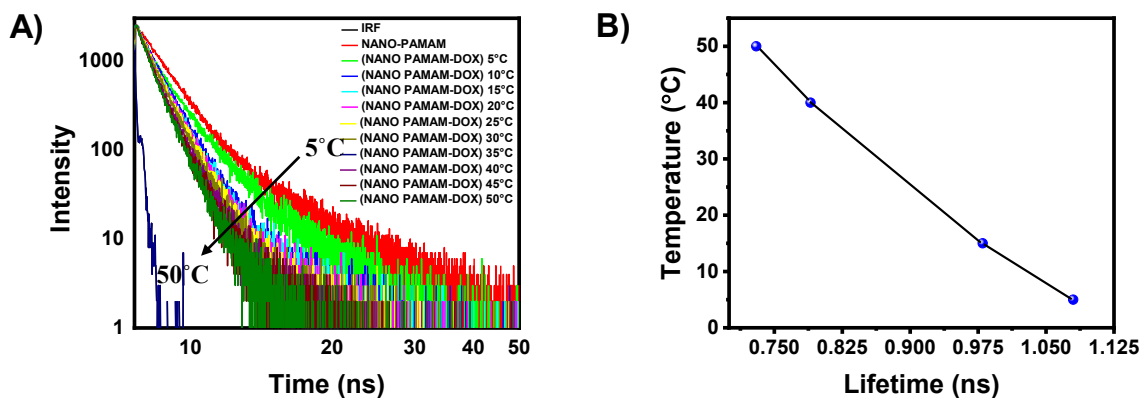 A)
1000
100
10
1
Intensity
IRF
NANO-PAMAM
(NANO PAMAM-DOX) 5°C
(NANO PAMAM-DOX) 10°C
(NANO PAMAM-DOX) 15°C
(NANO PAMAM-DOX) 20°C
(NANO PAMAM-DOX) 25°C
(NANO PAMAM-DOX) 30°C
(NANO PAMAM-DOX) 35°C
(NANO PAMAM-DOX) 40°C
(NANO PAMAM-DOX) 45°C
(NANO PAMAM-DOX) 50°C
5°C
50°C
10 20 30 40 50
Time (ns)
B)
50
40
30
20
10
0
Temperature (°C)
0.750 0.825 0.900 0.975 1.050 1.125
Lifetime (ns)